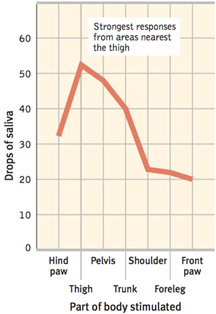 Strongest responses
from areas nearest
the thigh
Drops of saliva
60
50
40
30
20
10
0
Hind
paw
Thigh
Pelvis
Trunk
Shoulder
Foreleg
Front
paw
Part of body stimulated